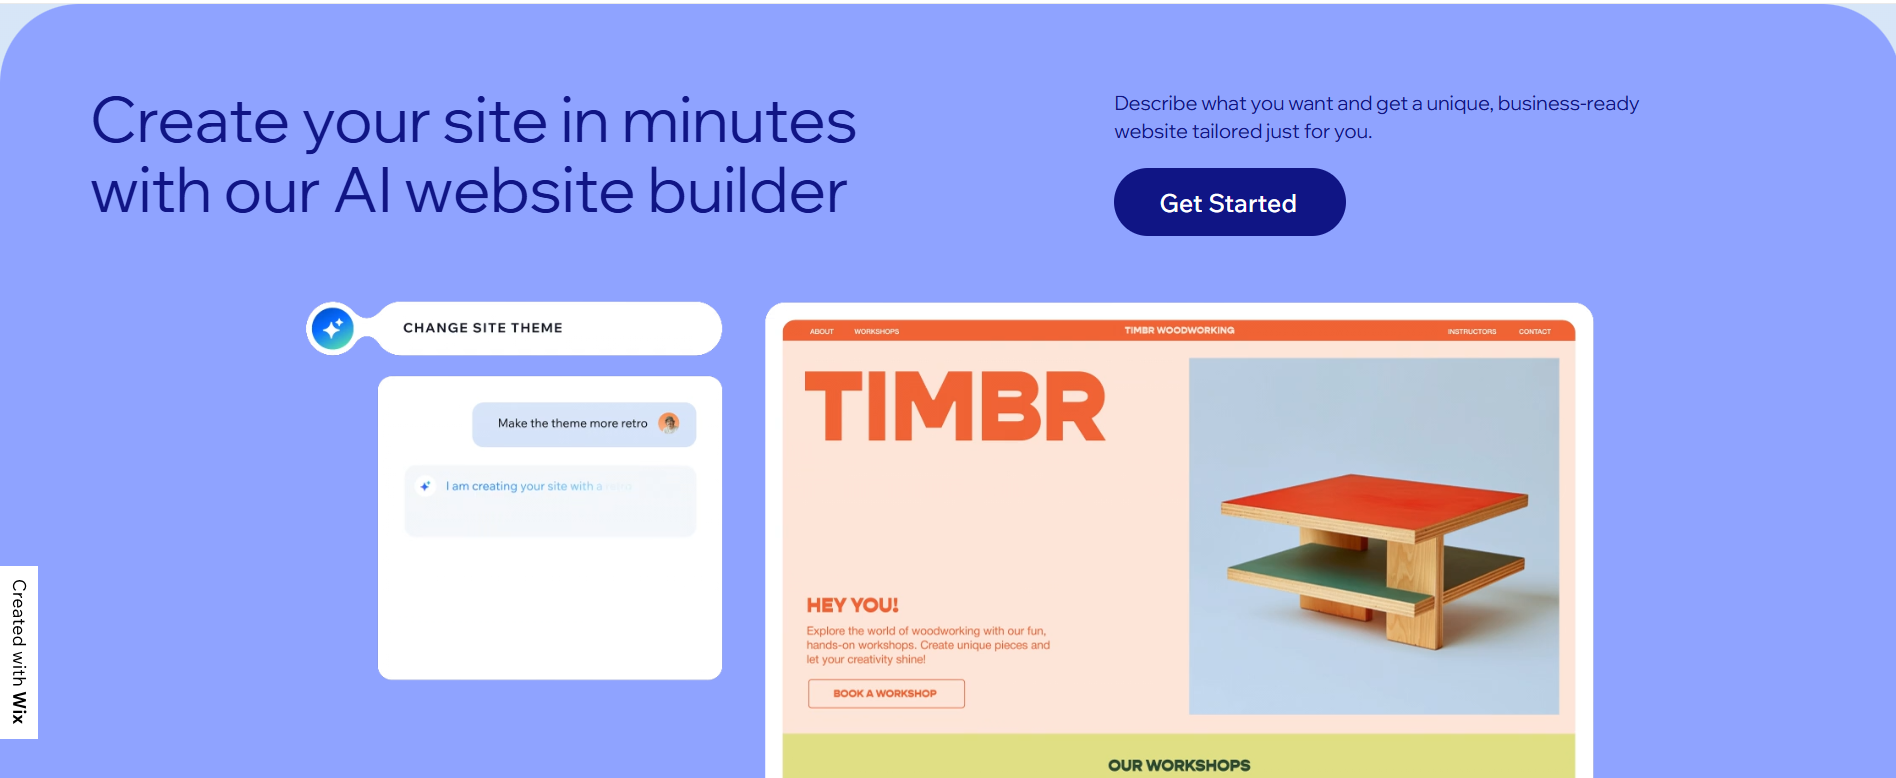 Create your site in minutes
with our AI website builder
Describe what you want and get a unique, business-ready
website tailored just for you.
Get Started
CHANGE SITE THEME
Make the theme more retro
I am creating your site with a
ABOUT
WORKSHOPS
TIMBR WOODWORKING
INSTRUCTORS
CONTACT
TIMBR
HEY YOU!
Explore the world of woodworking with our fun,
hands-on workshops. Create unique pieces and
let your creativity shine!
BOOK A WORKSHOP
OUR WORKSHOPS
Created with Wix